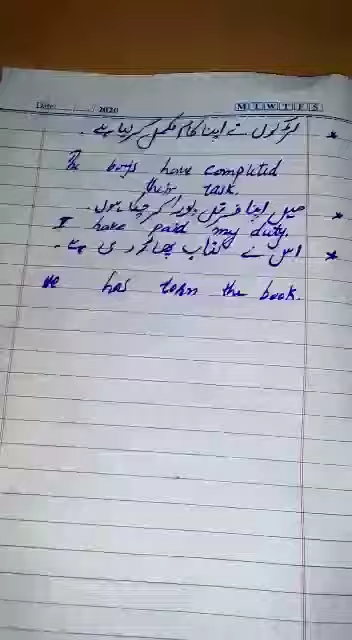 Date: ___/___/2020 M T W T F S
لڑکوں نے اپنا کام مکمل کر لیا ہے۔
The boys have completed
their task.
میں اپنا فرض پورا کر چکا ہوں۔
I have paid my duty.
اس نے کتاب پھاڑ دی ہے۔
He has torn the book.